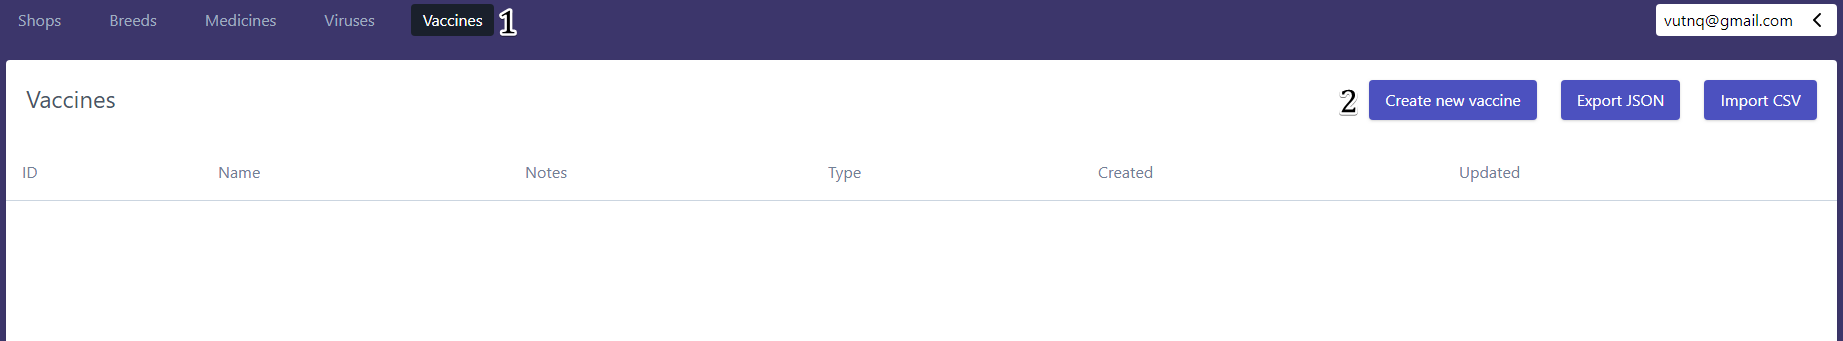 Shops Breeds Medicines Viruses Vaccines 1 vutnq@gmail.com
Vaccines 2 Create new vaccine Export JSON Import CSV
ID Name Notes Type Created Updated